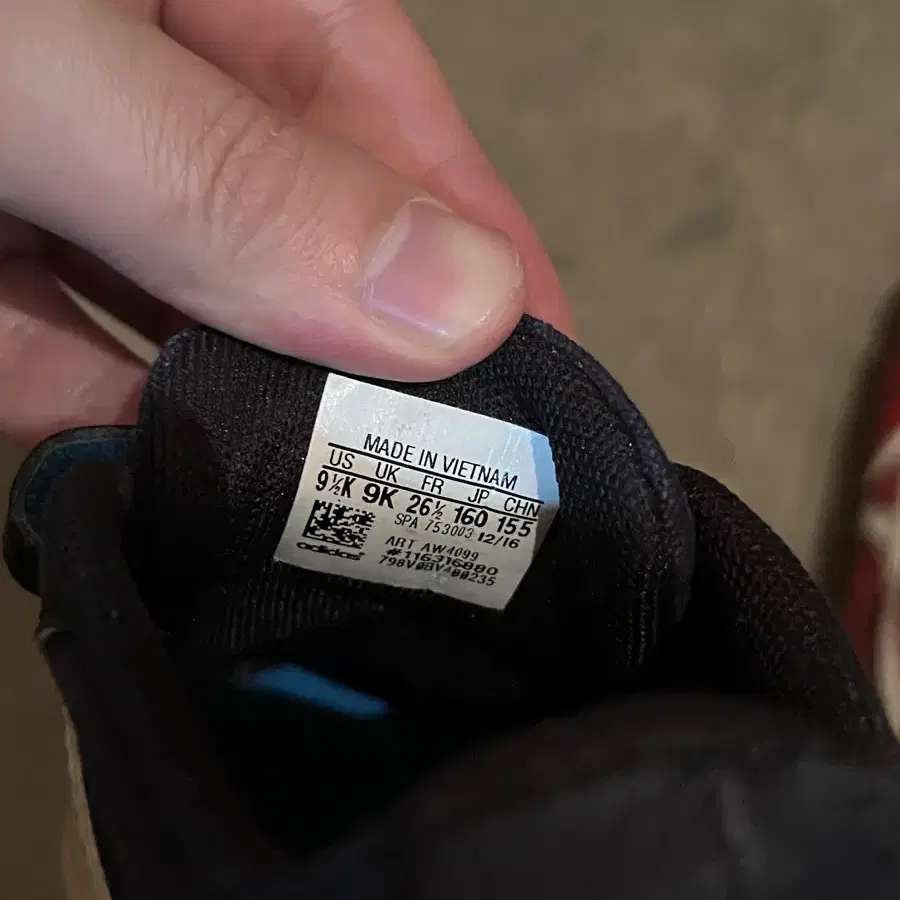 MADE IN VIETNAM
US UK FR JP CHN
9½K 9K 26½ 160 155
SPA 753003 12/16
ART AW4099
#116316880
798V0BV400235
adidas